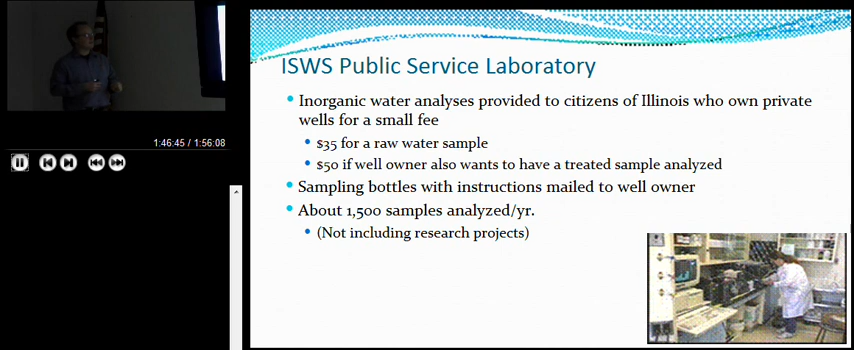 1:46:45 / 1:56:08
ISWS Public Service Laboratory
Inorganic water analyses provided to citizens of Illinois who own private
wells for a small fee
$35 for a raw water sample
$50 if well owner also wants to have a treated sample analyzed
Sampling bottles with instructions mailed to well owner
About 1,500 samples analyzed/yr.
(Not including research projects)